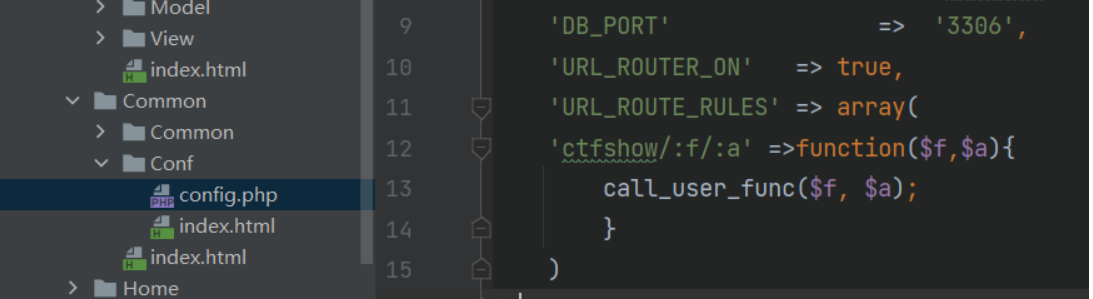 Model
View
index.html
Common
Common
Conf
config.php
index.html
index.html
Home
9 'DB_PORT' => '3306',
10 'URL_ROUTER_ON' => true,
11 'URL_ROUTE_RULES' => array(
12 'ctfshow/:f/:a' =>function($f,$a){
13 call_user_func($f, $a);
14 }
15 )